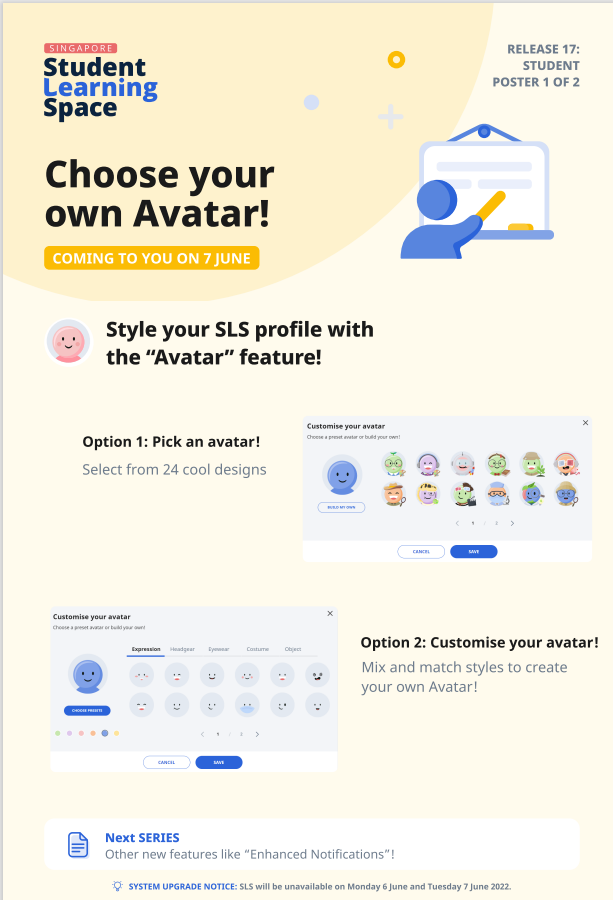 SINGAPORE
Student
Learning
Space
RELEASE 17:
STUDENT
POSTER 1 OF 2
Choose your
own Avatar!
COMING TO YOU ON 7 JUNE
Style your SLS profile with
the “Avatar” feature!
Option 1: Pick an avatar!
Select from 24 cool designs
Customise your avatar
Choose a preset avatar or build your own!
BUILD MY OWN
1 / 2
CANCEL SAVE
Customise your avatar
Choose a preset avatar or build your own!
Expression Headgear Eyewear Costume Object
CHOOSE PRESETS
1 / 2
CANCEL SAVE
Option 2: Customise your avatar!
Mix and match styles to create
your own Avatar!
Next SERIES
Other new features like “Enhanced Notifications”!
SYSTEM UPGRADE NOTICE: SLS will be unavailable on Monday 6 June and Tuesday 7 June 2022.